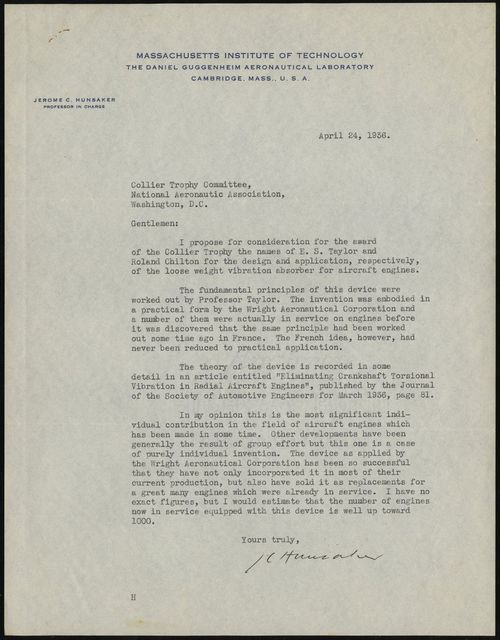 MASSACHUSETTS INSTITUTE OF TECHNOLOGY
THE DANIEL GUGGENHEIM AERONAUTICAL LABORATORY
CAMBRIDGE, MASS., U. S. A.
JEROME C. HUNSAKER
PROFESSOR IN CHARGE
April 24, 1936.
Collier Trophy Committee,
National Aeronautic Association,
Washington, D.C.
Gentlemen:
I propose for consideration for the award
of the Collier Trophy the names of E. S. Taylor and
Roland Chilton for the design and application, respectively,
of the loose weight vibration absorber for aircraft engines.
The fundamental principles of this device were
worked out by Professor Taylor. The invention was embodied in
a practical form by the Wright Aeronautical Corporation and
a number of them were actually in service on engines before
it was discovered that the same principle had been worked
out some time ago in France. The French idea, however, had
never been reduced to practical application.
The theory of the device is recorded in some
detail in an article entitled "Eliminating Crankshaft Torsional
Vibration in Radial Aircraft Engines", published by the Journal
of the Society of Automotive Engineers for March 1936, page 81.
In my opinion this is the most significant indi-
vidual contribution in the field of aircraft engines which
has been made in some time. Other developments have been
generally the result of group effort but this is one a case
of purely individual invention. The device as applied by
the Wright Aeronautical Corporation has been so successful
that they have not only incorporated it in most of their
current production, but also have sold it as replacements for
a great many engines which were already in service. I have no
exact figures, but I would estimate that the number of engines
now in service equipped with this device is well up toward
1000.
Yours truly,
J C Hunsaker
H